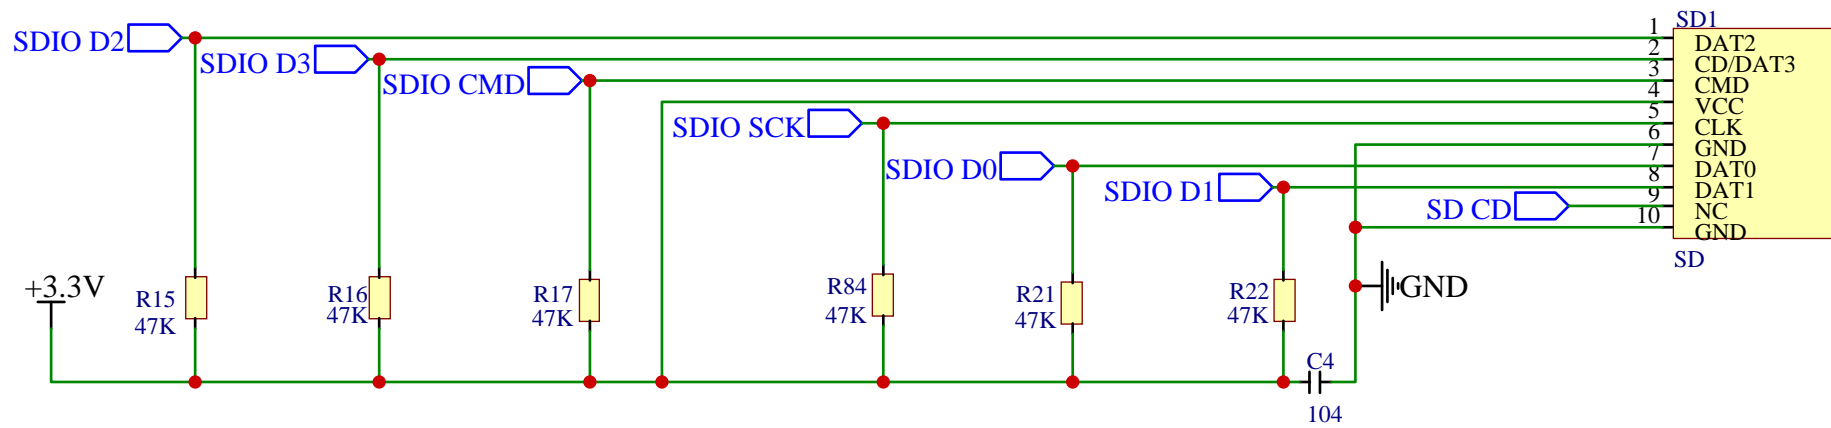 SD1
SDIO D2
1
DAT2
SDIO D3
2
CD/DAT3
SDIO CMD
3
CMD
4
VCC
SDIO SCK
5
CLK
6
GND
SDIO D0
7
DAT0
SDIO D1
8
DAT1
SD CD
9
NC
10
GND
SD
+3.3V
R15
47K
R16
47K
R17
47K
R84
47K
R21
47K
R22
47K
GND
C4
104